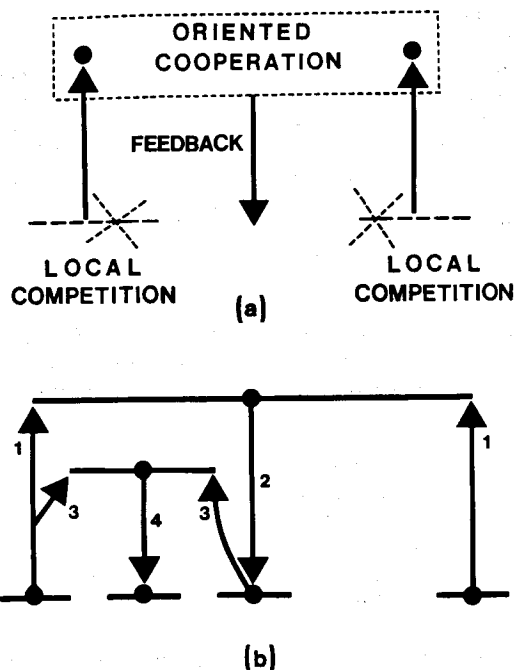 ORIENTED
COOPERATION
FEEDBACK
LOCAL
COMPETITION
LOCAL
COMPETITION
(a)
1
3
4
3
2
1
(b)